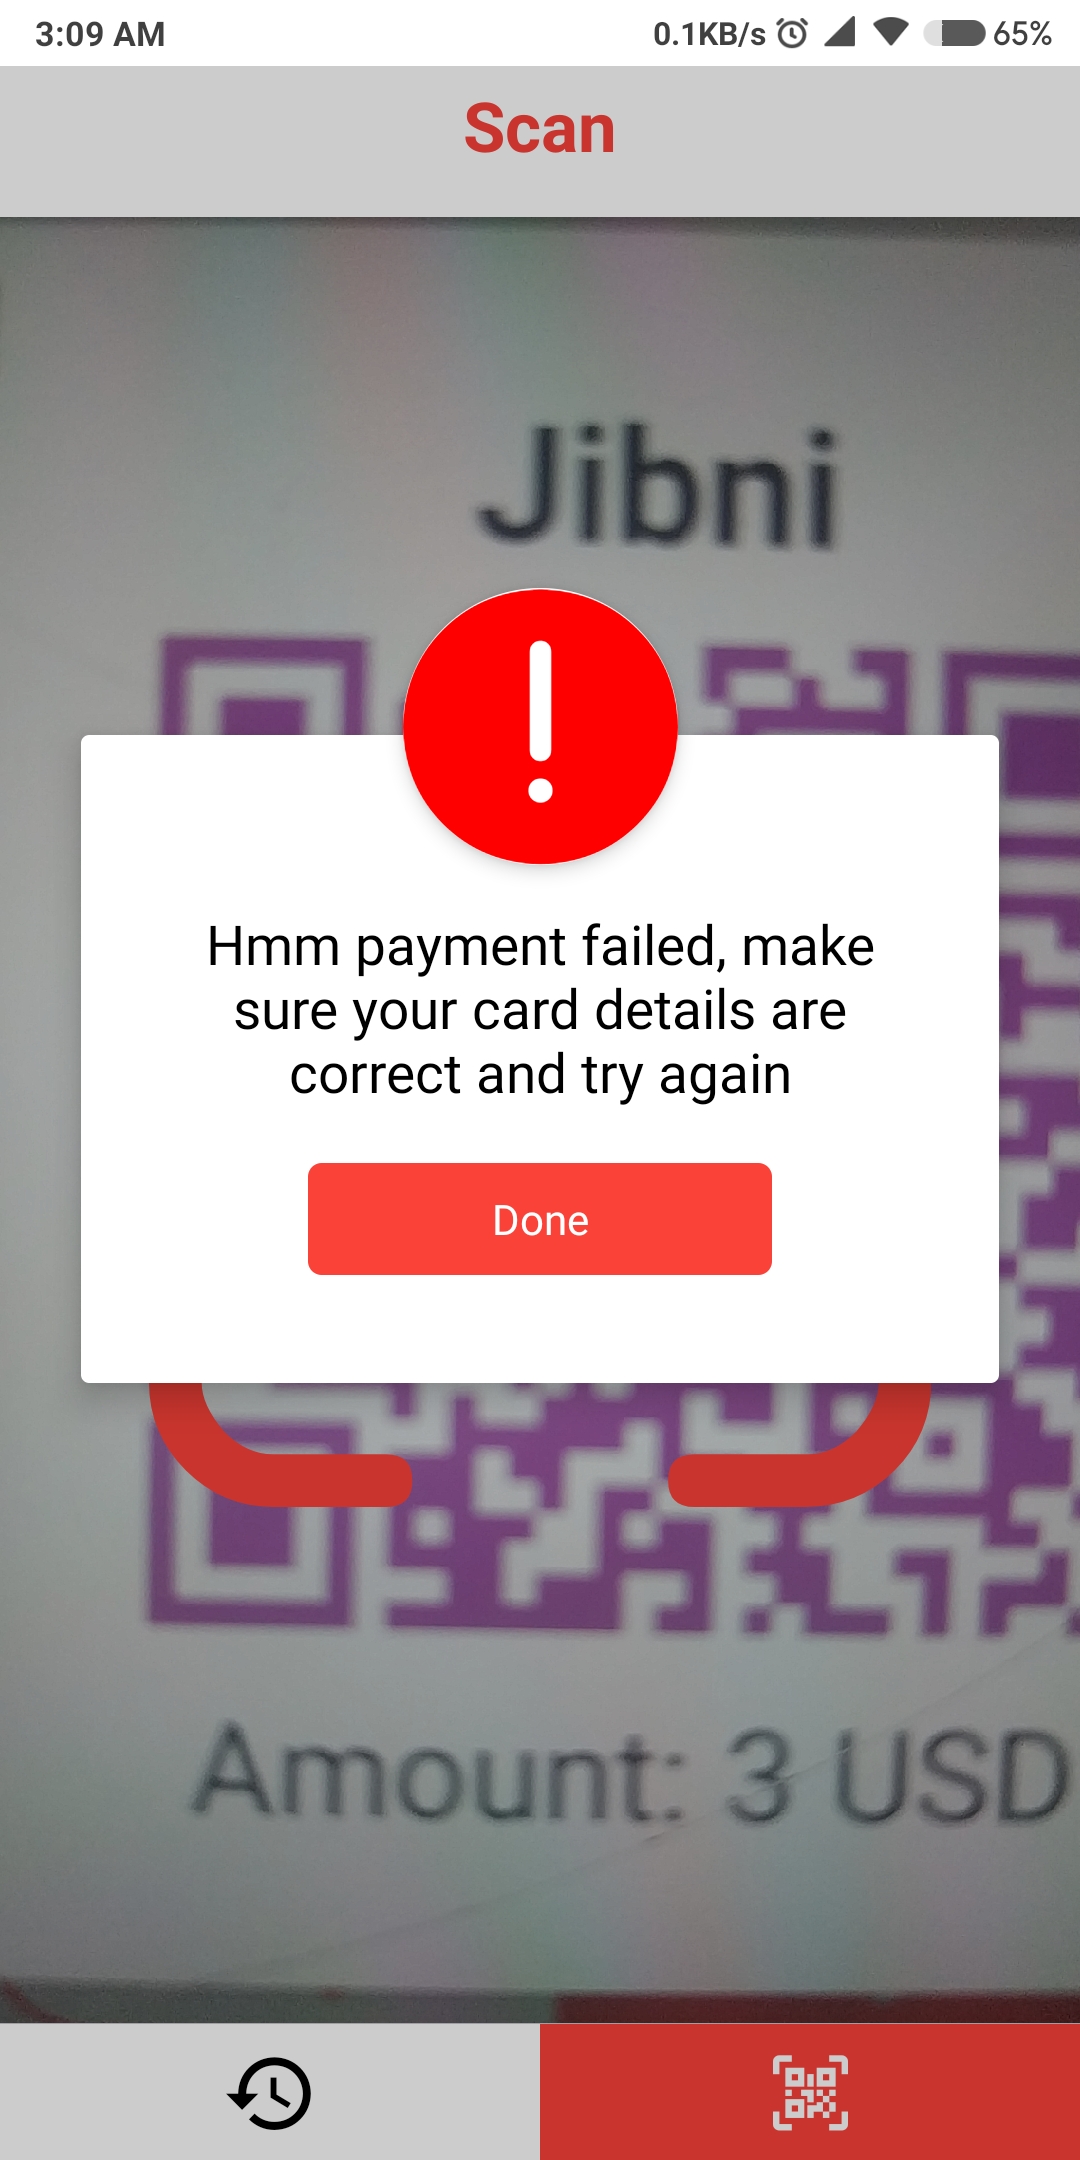 3:09 AM
0.1KB/s
65%
Scan
Jibni
Hmm payment failed, make
sure your card details are
correct and try again
Done
Amount: 3 USD